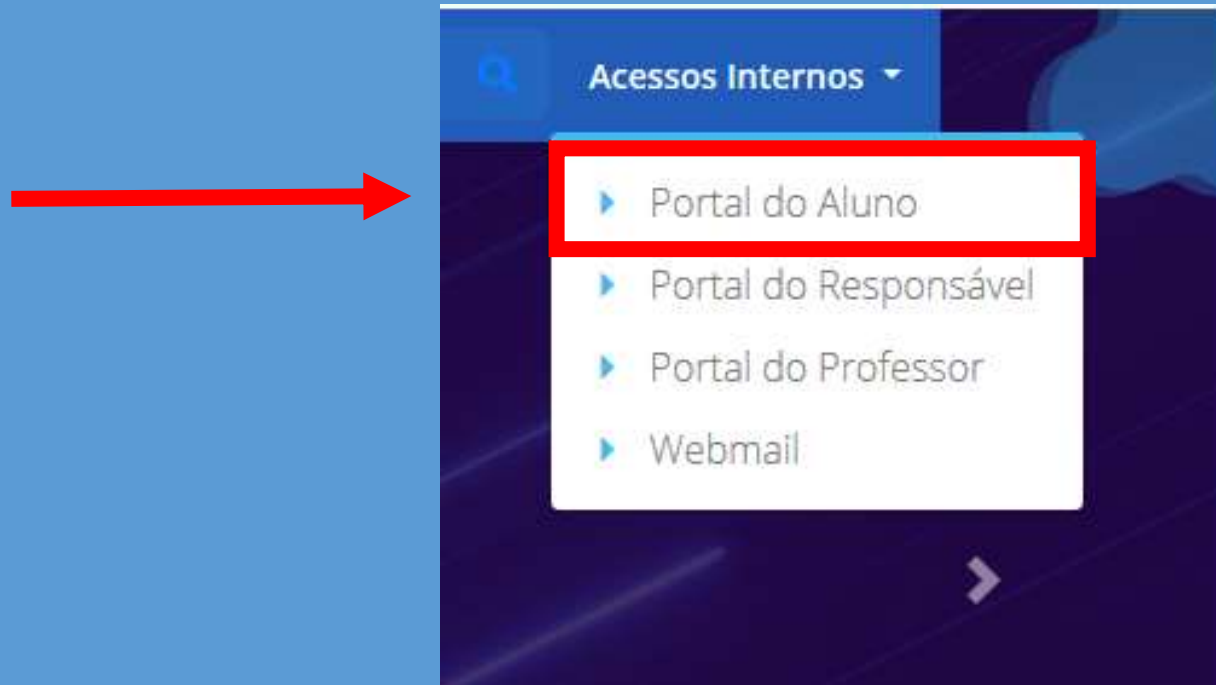 Acessos Internos
Portal do Aluno
Portal do Responsável
Portal do Professor
Webmail